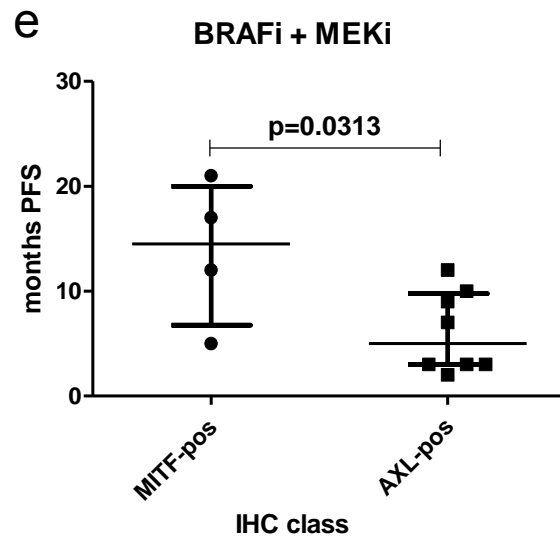 e
BRAFi + MEKi
p=0.0313
30
20
10
0
months PFS
MITF-pos
AXL-pos
IHC class